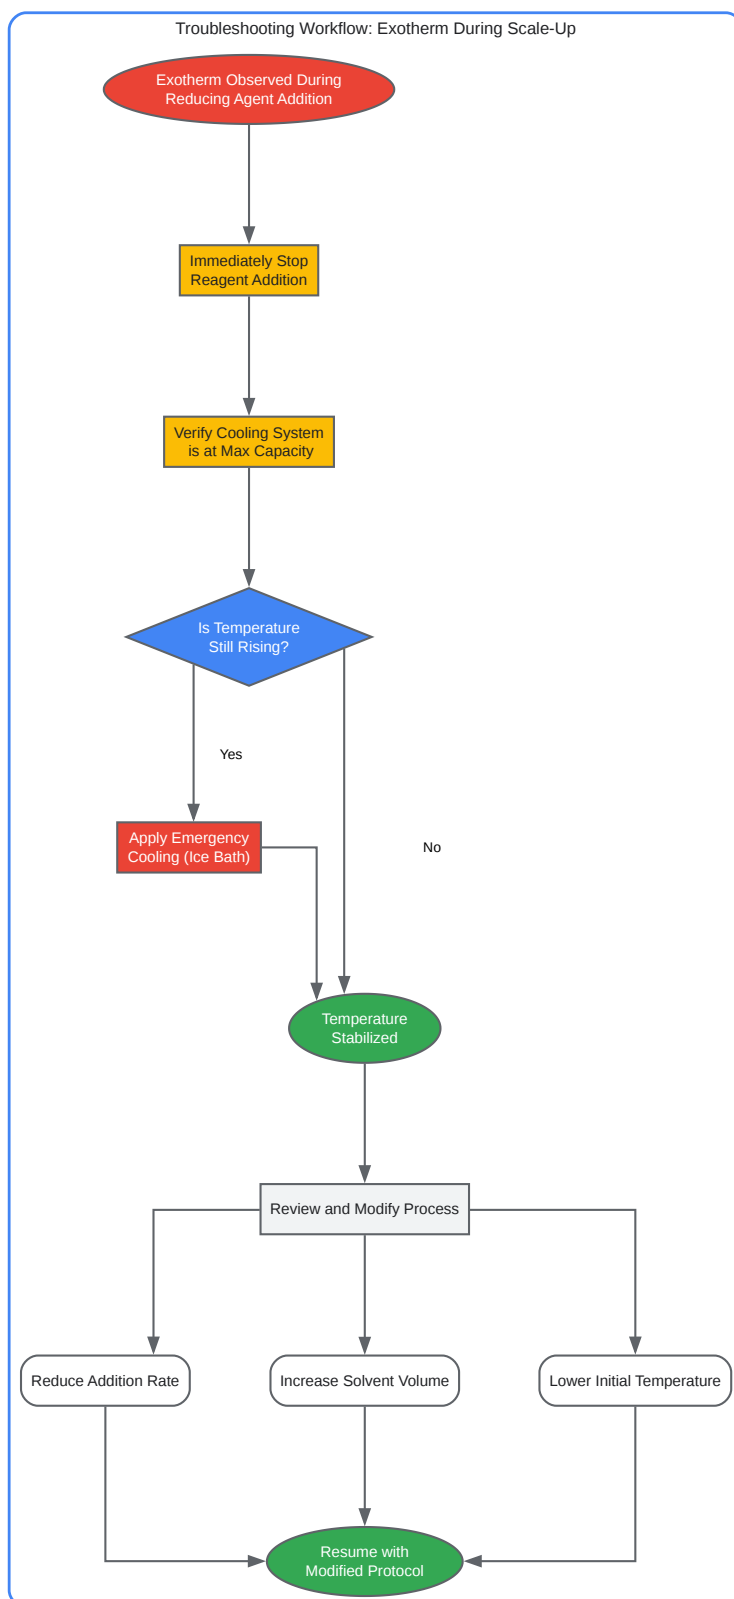 Troubleshooting Workflow: Exotherm During Scale-Up
Exotherm Observed During
Reducing Agent Addition
Immediately Stop
Reagent Addition
Verify Cooling System
is at Max Capacity
Is Temperature
Still Rising?
Yes
Apply Emergency
Cooling (Ice Bath)
No
Temperature
Stabilized
Review and Modify Process
Reduce Addition Rate
Increase Solvent Volume
Lower Initial Temperature
Resume with
Modified Protocol